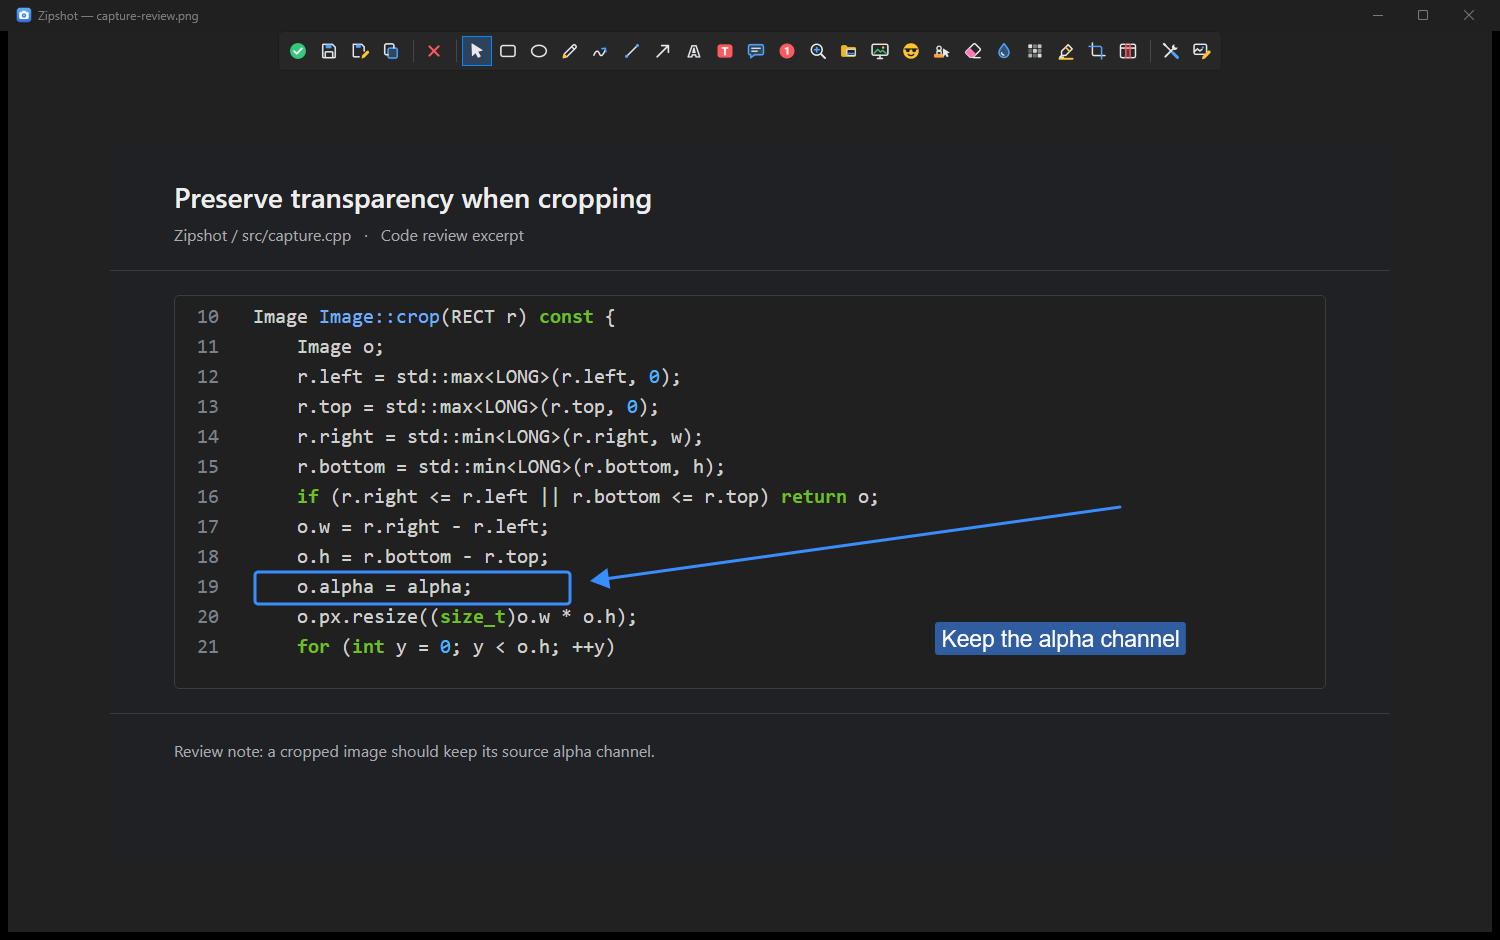 Zipshot — capture-review.png
T
1
Preserve transparency when cropping
Zipshot / src/capture.cpp · Code review excerpt
10 Image Image::crop(RECT r) const {
11     Image o;
12     r.left = std::max<LONG>(r.left, 0);
13     r.top = std::max<LONG>(r.top, 0);
14     r.right = std::min<LONG>(r.right, w);
15     r.bottom = std::min<LONG>(r.bottom, h);
16     if (r.right <= r.left || r.bottom <= r.top) return o;
17     o.w = r.right - r.left;
18     o.h = r.bottom - r.top;
19     o.alpha = alpha;
20     o.px.resize((size_t)o.w * o.h);
21     for (int y = 0; y < o.h; ++y)
Keep the alpha channel
Review note: a cropped image should keep its source alpha channel.